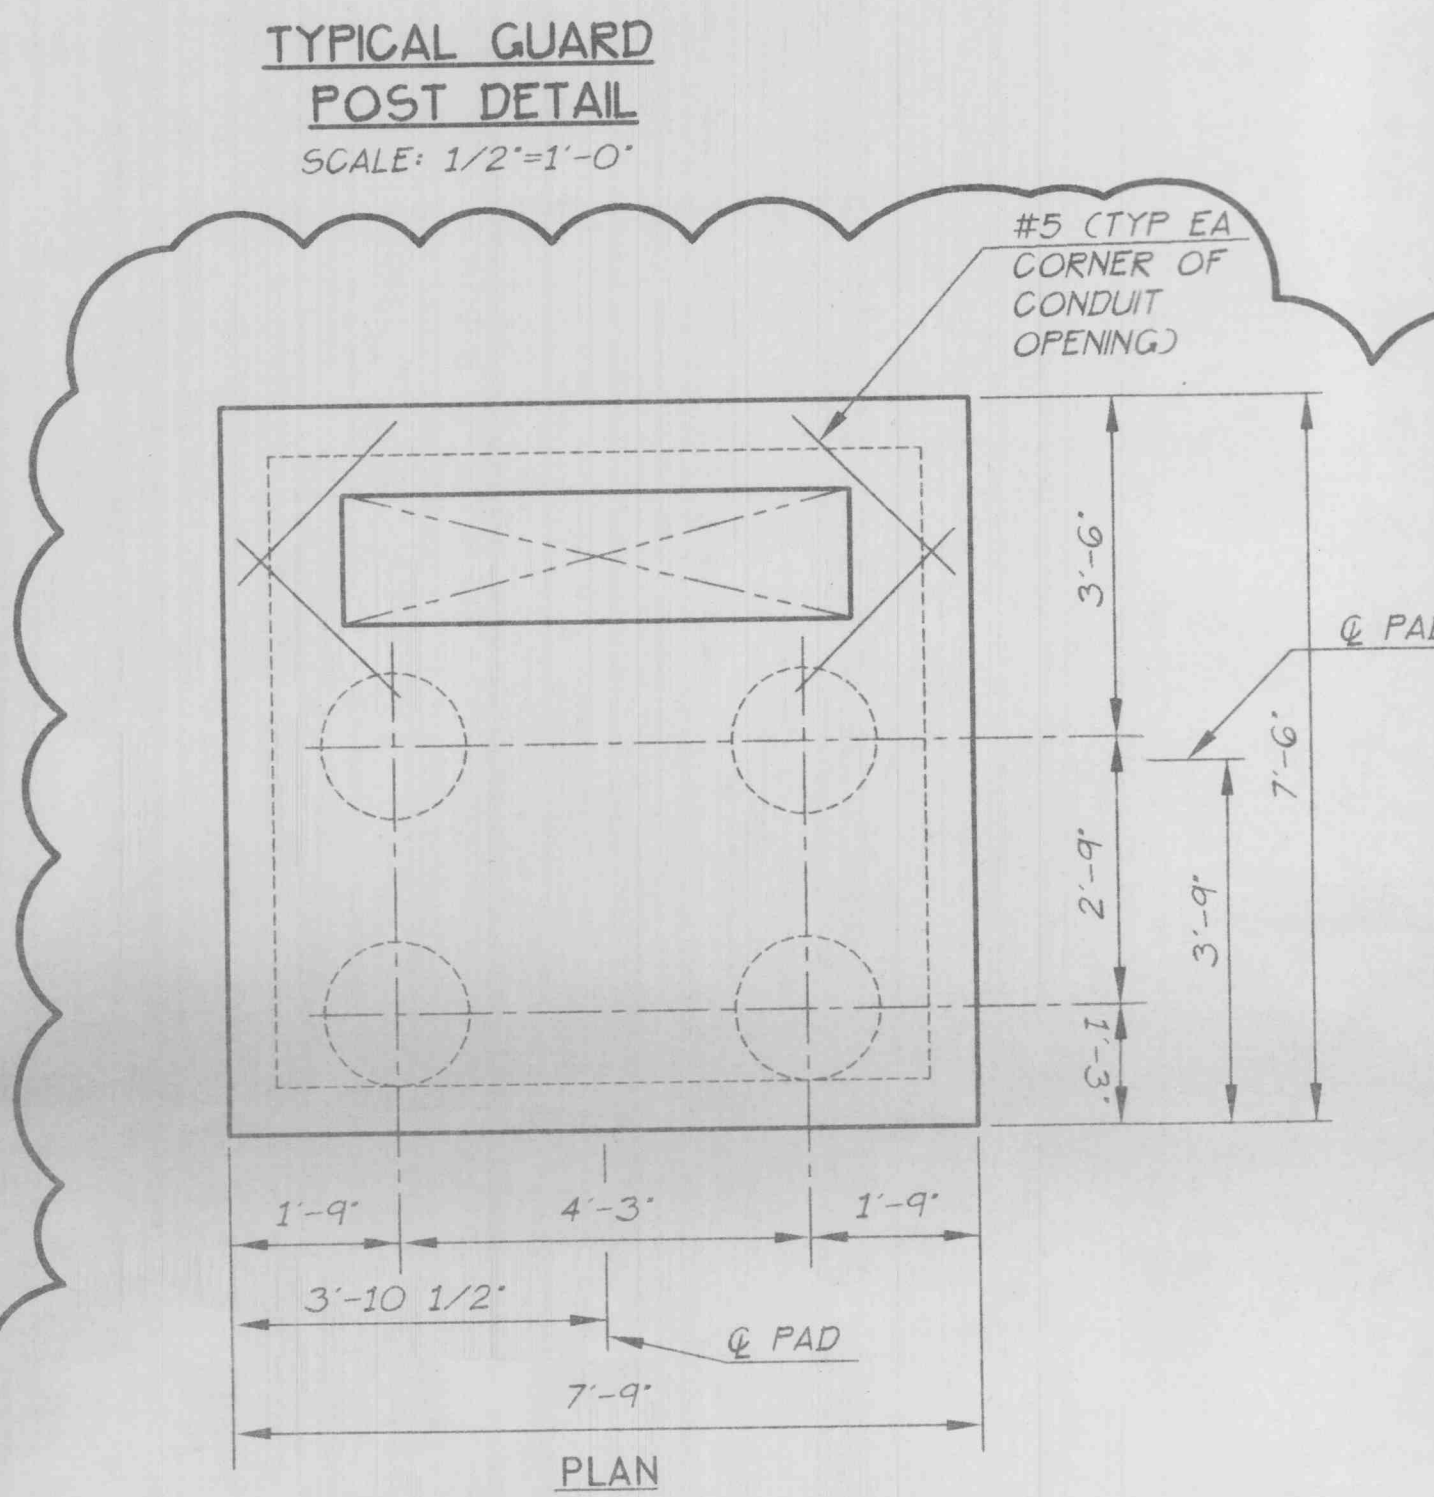 TYPICAL GUARD
POST DETAIL
SCALE: 1/2"=1'-0"
#5 (TYP EA
CORNER OF
CONDUIT
OPENING)
3'-6"
℄ PAD
7'-6"
2'-9"
3'-9"
1'-3"
1'-9"
4'-3"
1'-9"
3'-10 1/2"
℄ PAD
7'-9"
PLAN